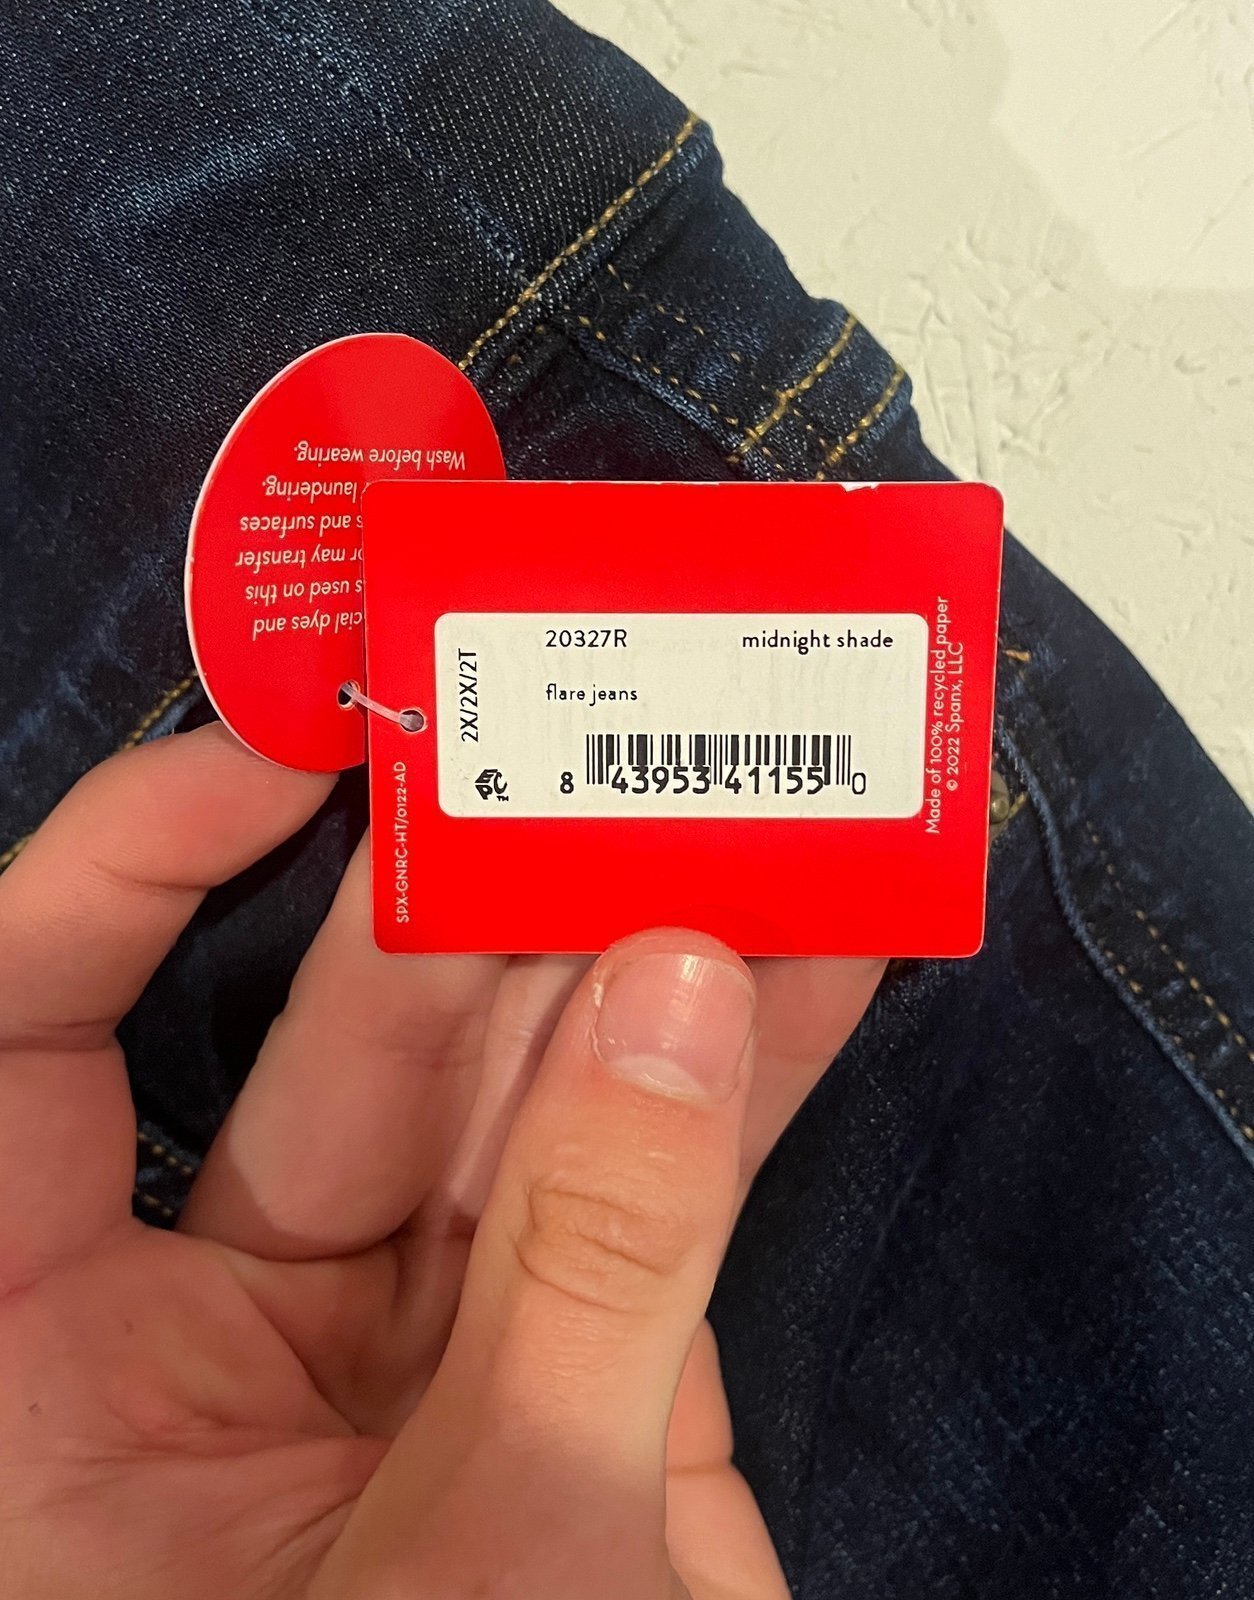 Wash before wearing.
laundering.
and surfaces
may transfer
used on this
dyes and
20327R midnight shade
flare jeans
2X/2X/2T
EPC™
8 43953 41155 0
SPX-GNRC-HT/0122-AD
Made of 100% recycled paper
© 2022 Spanx, LLC